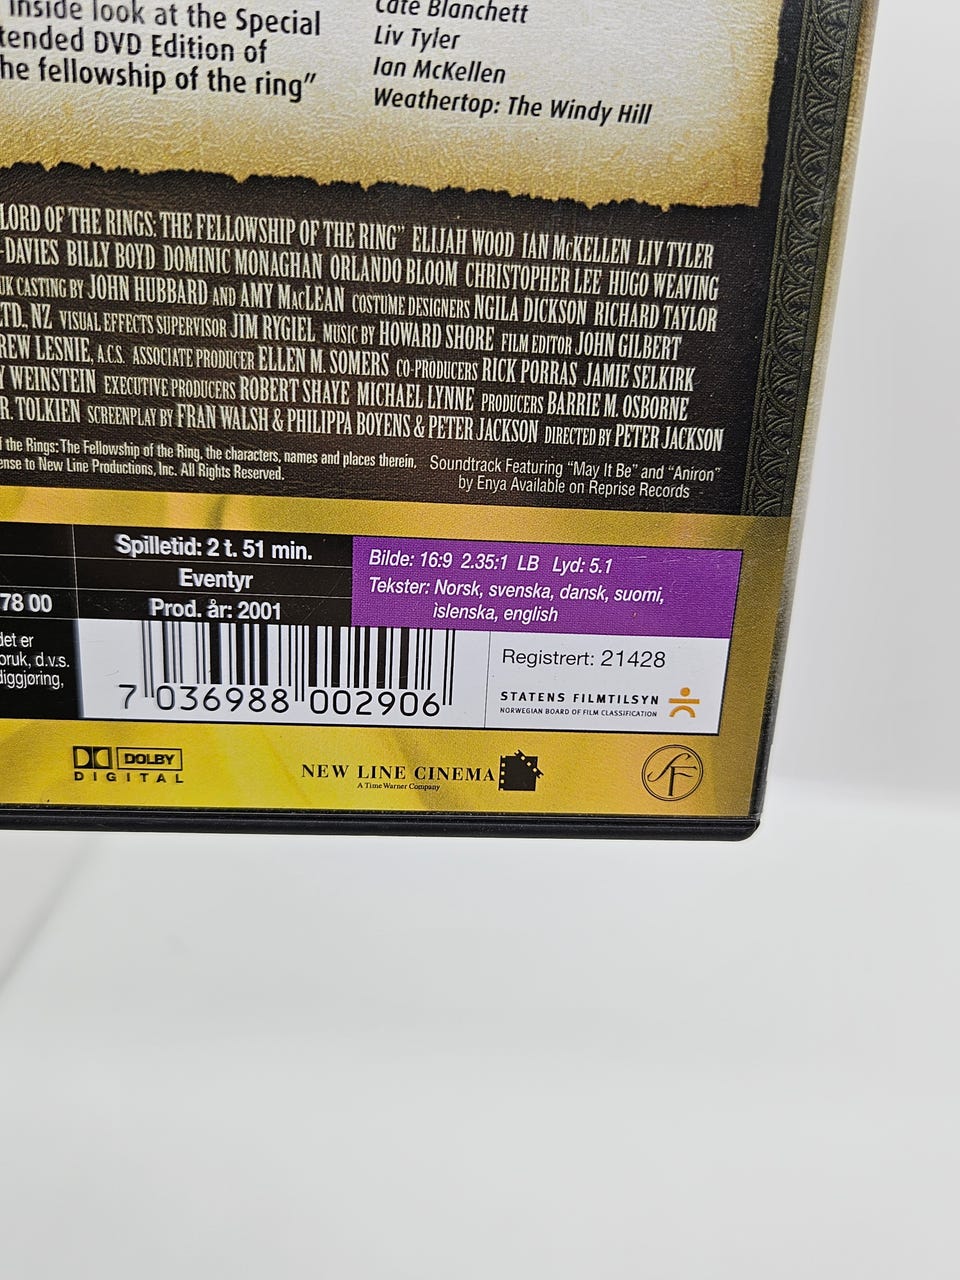 inside look at the Special
tended DVD Edition of
he fellowship of the ring"
Cate Blanchett
Liv Tyler
Ian McKellen
Weathertop: The Windy Hill
LORD OF THE RINGS: THE FELLOWSHIP OF THE RING" ELIJAH WOOD IAN McKELLEN LIV TYLER
-DAVIES BILLY BOYD DOMINIC MONAGHAN ORLANDO BLOOM CHRISTOPHER LEE HUGO WEAVING
UK CASTING BY JOHN HUBBARD AND AMY MacLEAN COSTUME DESIGNERS NGILA DICKSON RICHARD TAYLOR
TD., NZ VISUAL EFFECTS SUPERVISOR JIM RYGIEL MUSIC BY HOWARD SHORE FILM EDITOR JOHN GILBERT
REW LESNIE, A.C.S. ASSOCIATE PRODUCER ELLEN M. SOMERS CO-PRODUCERS RICK PORRAS JAMIE SELKIRK
Y WEINSTEIN EXECUTIVE PRODUCERS ROBERT SHAYE MICHAEL LYNNE PRODUCERS BARRIE M. OSBORNE
R. TOLKIEN SCREENPLAY BY FRAN WALSH & PHILIPPA BOYENS & PETER JACKSON DIRECTED BY PETER JACKSON
f the Rings: The Fellowship of the Ring, the characters, names and places therein,
ense to New Line Productions, Inc. All Rights Reserved.
Soundtrack Featuring "May It Be" and "Aniron"
by Enya Available on Reprise Records
Spilletid: 2 t. 51 min.
Eventyr
Prod. år: 2001
78 00
det er
bruk, d.v.s.
diggjøring,
Bilde: 16:9 2.35:1 LB Lyd: 5.1
Tekster: Norsk, svenska, dansk, suomi,
ìslenska, english
7 036988 002906
Registrert: 21428
STATENS FILMTILSYN
NORWEGIAN BOARD OF FILM CLASSIFICATION
DOLBY
DIGITAL
NEW LINE CINEMA
A Time Warner Company
SF